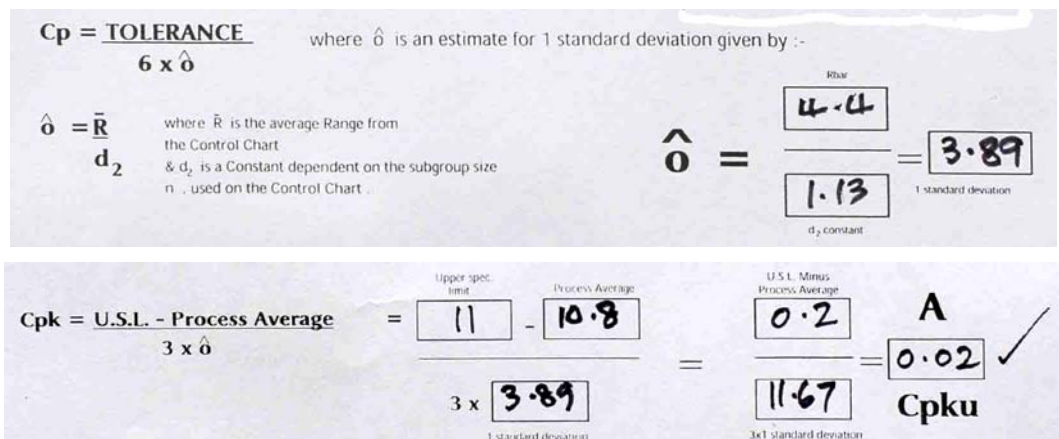 Cp = TOLERANCE
6 x ô
where ô is an estimate for 1 standard deviation given by :-
ô = R̄
d₂
where R̄ is the average Range from
the Control Chart
& d₂ is a Constant dependent on the subgroup size
n , used on the Control Chart .
Rbar
4.4
ô =
= 3.89
1 standard deviation
1.13
d₂ constant
Cpk = U.S.L. - Process Average
3 x ô
Upper spec. limit
Process Average
= 11 - 10.8
3 x 3.89
1 standard deviation
U.S.L. Minus
Process Average
= 0.2
11.67
3x1 standard deviation
A
= 0.02 ✓
Cpku